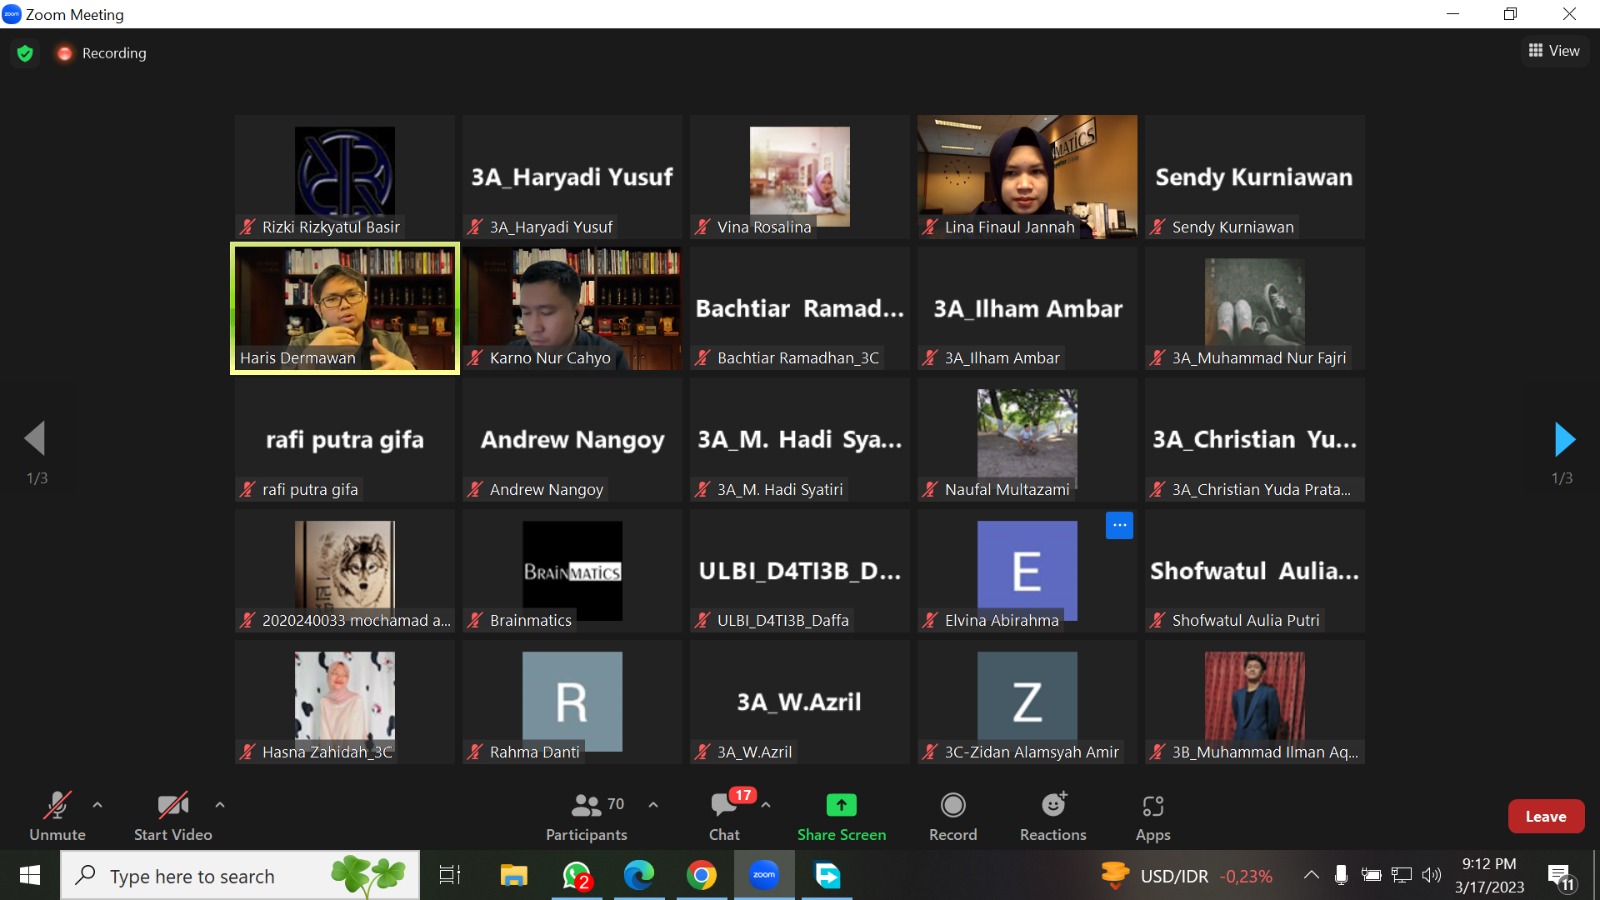 Zoom Meeting
Recording
View
Rizki Rizkyatul Basir
3A_Haryadi Yusuf
3A_Haryadi Yusuf
Vina Rosalina
MATICS
Lina Finaul Jannah
Sendy Kurniawan
Sendy Kurniawan
Haris Dermawan
Karno Nur Cahyo
Bachtiar Ramad...
Bachtiar Ramadhan_3C
3A_Ilham Ambar
3A_Ilham Ambar
3A_Muhammad Nur Fajri
1/3
rafi putra gifa
rafi putra gifa
Andrew Nangoy
Andrew Nangoy
3A_M. Hadi Sya...
3A_M. Hadi Syatiri
Naufal Multazami
3A_Christian Yu...
3A_Christian Yuda Prata...
1/3
2020240033 mochamad a...
BRAINMATICS
Brainmatics
ULBI_D4TI3B_D...
ULBI_D4TI3B_Daffa
E
Elvina Abirahma
Shofwatul Aulia...
Shofwatul Aulia Putri
Hasna Zahidah_3C
R
Rahma Danti
3A_W.Azril
3A_W.Azril
Z
3C-Zidan Alamsyah Amir
3B_Muhammad Ilman Aq...
Unmute
Start Video
70
Participants
17
Chat
Share Screen
Record
Reactions
Apps
Leave
Type here to search
2
zoom
USD/IDR -0,23%
9:12 PM
3/17/2023
11